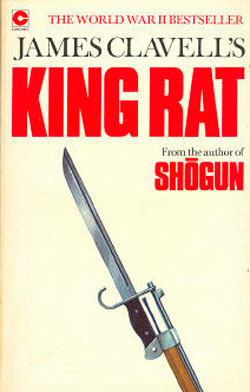 THE WORLD WAR II BESTSELLER
JAMES CLAVELL'S
KING RAT
From the author of
SHŌGUN